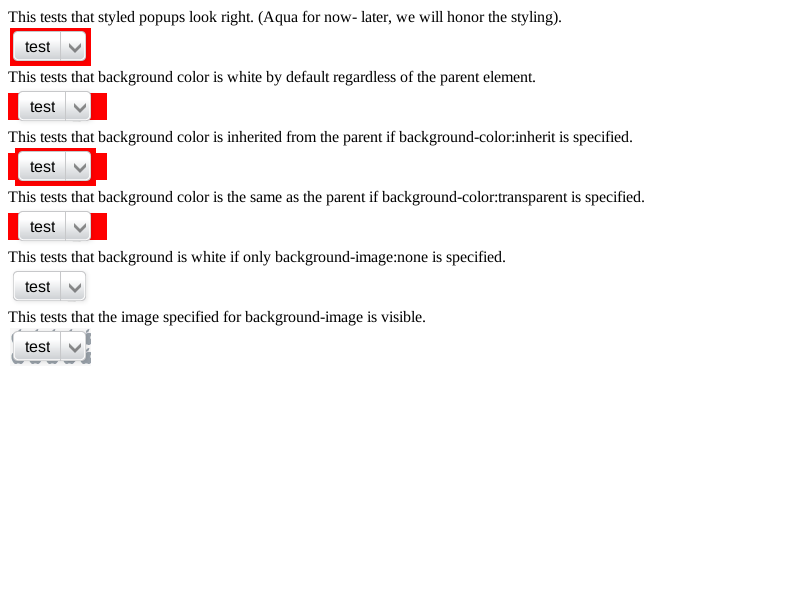 This tests that styled popups look right. (Aqua for now- later, we will honor the styling).
test
This tests that background color is white by default regardless of the parent element.
test
This tests that background color is inherited from the parent if background-color:inherit is specified.
test
This tests that background color is the same as the parent if background-color:transparent is specified.
test
This tests that background is white if only background-image:none is specified.
test
This tests that the image specified for background-image is visible.
test